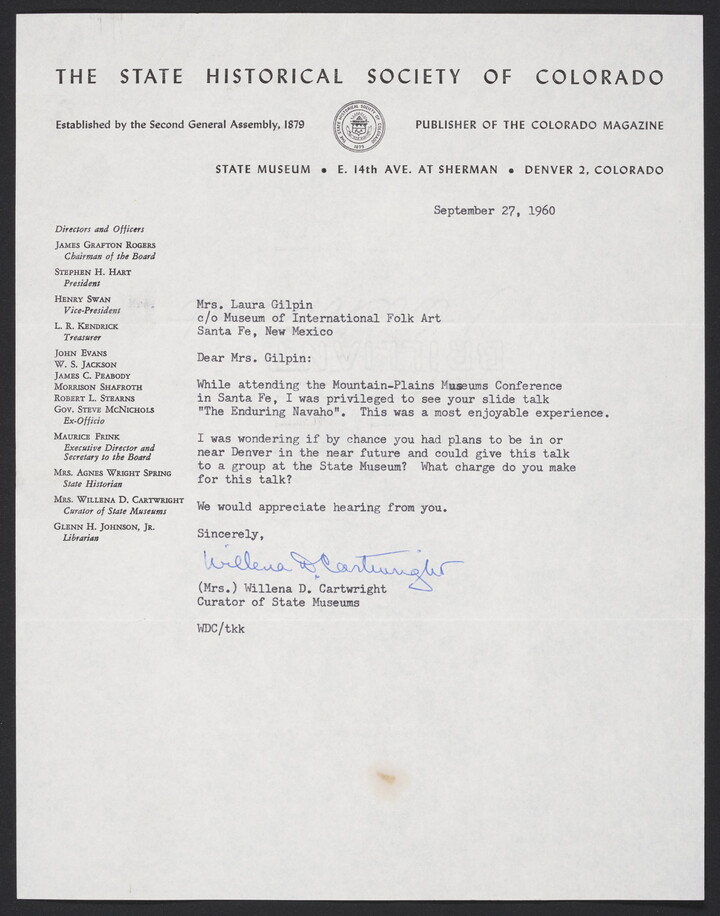 THE STATE HISTORICAL SOCIETY OF COLORADO
Established by the Second General Assembly, 1879
THE STATE HISTORICAL SOCIETY OF COLORADO
1879
PUBLISHER OF THE COLORADO MAGAZINE
STATE MUSEUM • E. 14th AVE. AT SHERMAN • DENVER 2, COLORADO
September 27, 1960
Directors and Officers
JAMES GRAFTON ROGERS
Chairman of the Board
STEPHEN H. HART
President
HENRY SWAN
Vice-President
L. R. KENDRICK
Treasurer
JOHN EVANS
W. S. JACKSON
JAMES C. PEABODY
MORRISON SHAFROTH
ROBERT L. STEARNS
GOV. STEVE MCNICHOLS
Ex-Officio
MAURICE FRINK
Executive Director and
Secretary to the Board
MRS. AGNES WRIGHT SPRING
State Historian
MRS. WILLENA D. CARTWRIGHT
Curator of State Museums
GLENN H. JOHNSON, JR.
Librarian
Mrs. Laura Gilpin
c/o Museum of International Folk Art
Santa Fe, New Mexico
Dear Mrs. Gilpin:
While attending the Mountain-Plains Museums Conference
in Santa Fe, I was privileged to see your slide talk
"The Enduring Navaho". This was a most enjoyable experience.
I was wondering if by chance you had plans to be in or
near Denver in the near future and could give this talk
to a group at the State Museum? What charge do you make
for this talk?
We would appreciate hearing from you.
Sincerely,
Willena D. Cartwright
(Mrs.) Willena D. Cartwright
Curator of State Museums
WDC/tkk